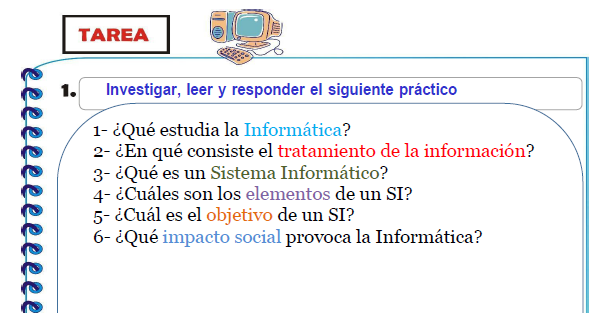 TAREA
1. Investigar, leer y responder el siguiente práctico
1- ¿Qué estudia la Informática?
2- ¿En qué consiste el tratamiento de la información?
3- ¿Qué es un Sistema Informático?
4- ¿Cuáles son los elementos de un SI?
5- ¿Cuál es el objetivo de un SI?
6- ¿Qué impacto social provoca la Informática?